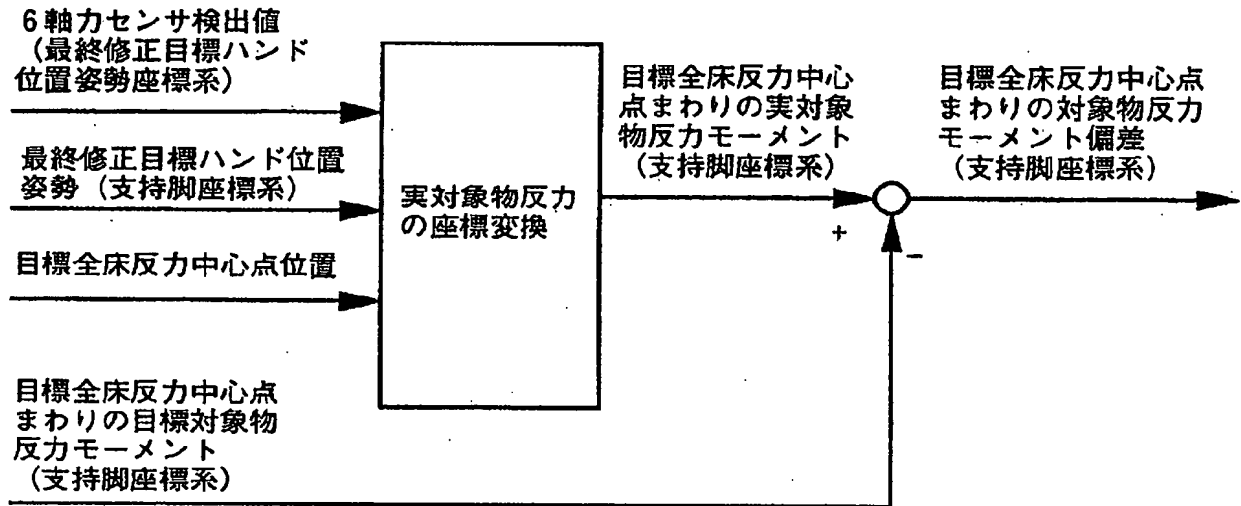 6軸力センサ検出値
（最終修正目標ハンド
位置姿勢座標系）
最終修正目標ハンド位置
姿勢（支持脚座標系）
目標全床反力中心点位置
目標全床反力中心点
まわりの目標対象物
反力モーメント
（支持脚座標系）
実対象物反力
の座標変換
目標全床反力中心
点まわりの実対象
物反力モーメント
（支持脚座標系）
+
-
目標全床反力中心点
まわりの対象物反力
モーメント偏差
（支持脚座標系）